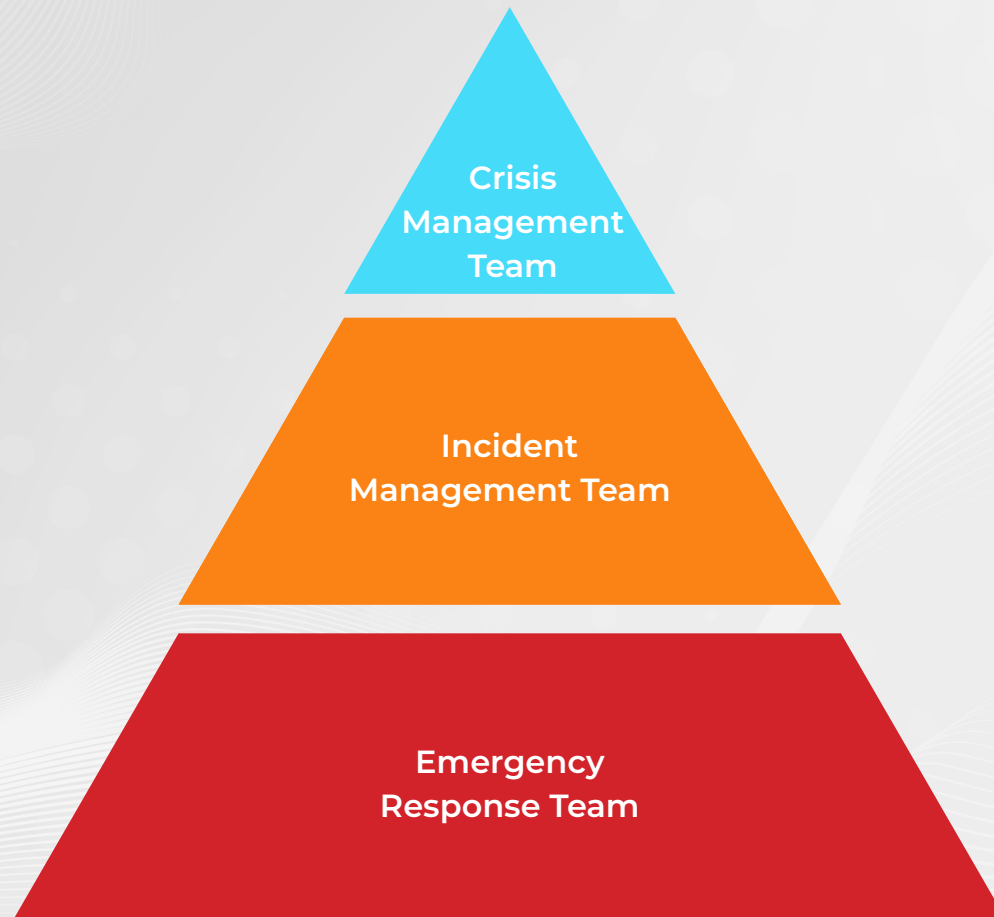 Crisis
Management
Team
Incident
Management Team
Emergency
Response Team